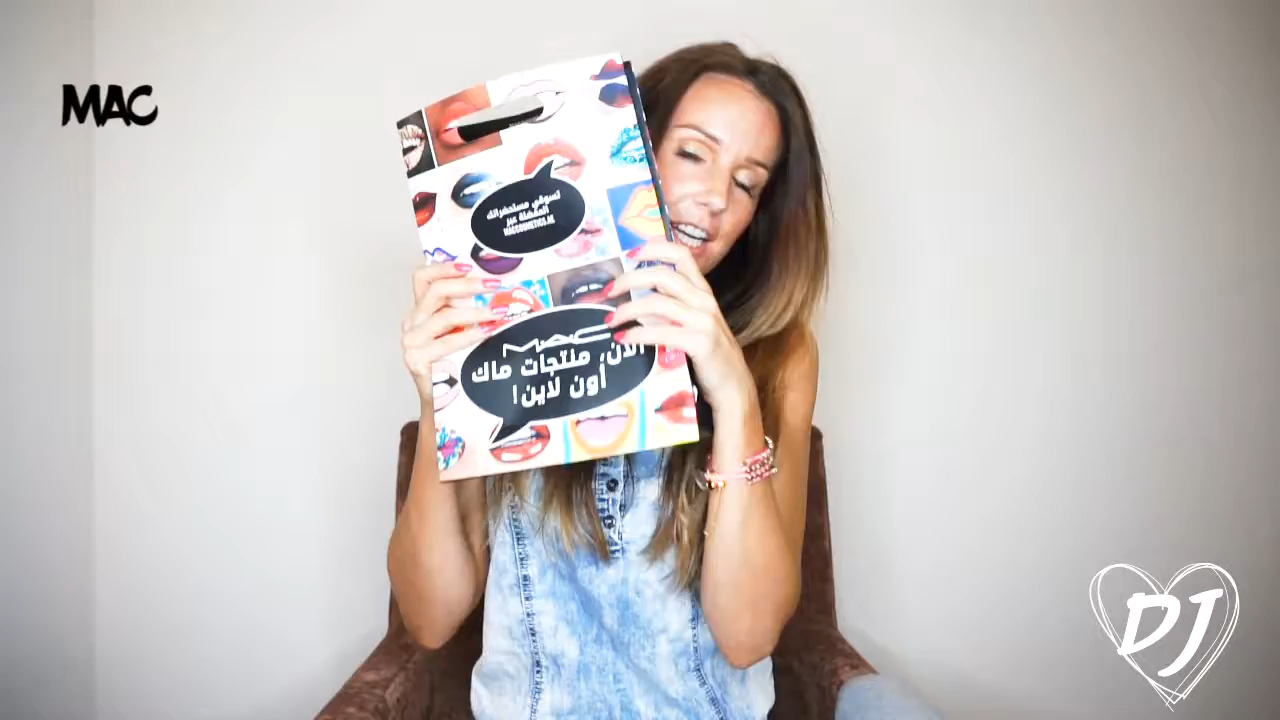 MAC
تسوقي مستحضراتك
المفضلة عبر
MACCOSMETICS.AE
MAC
الآن، منتجات ماك
أون لاين!
DJ